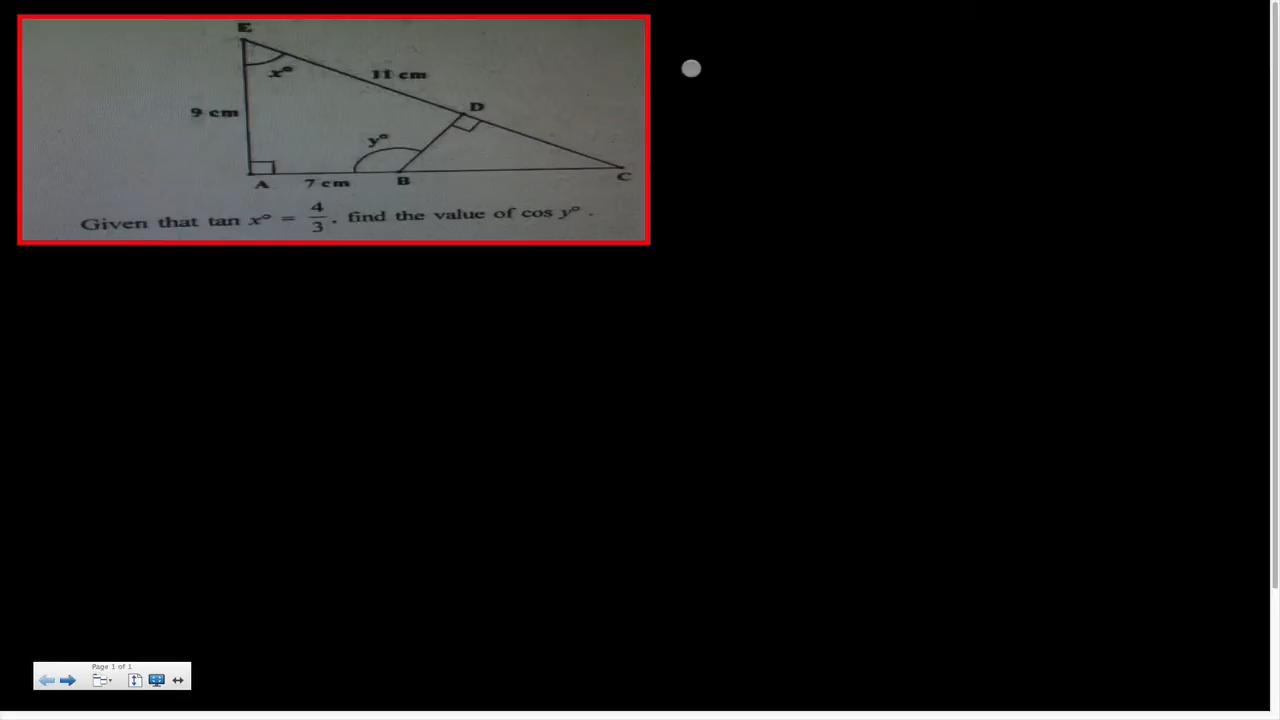 E
x°
11 cm
9 cm
D
y°
A
7 cm
B
C
Given that tan x° = 4/3, find the value of cos y°.
Page 1 of 1